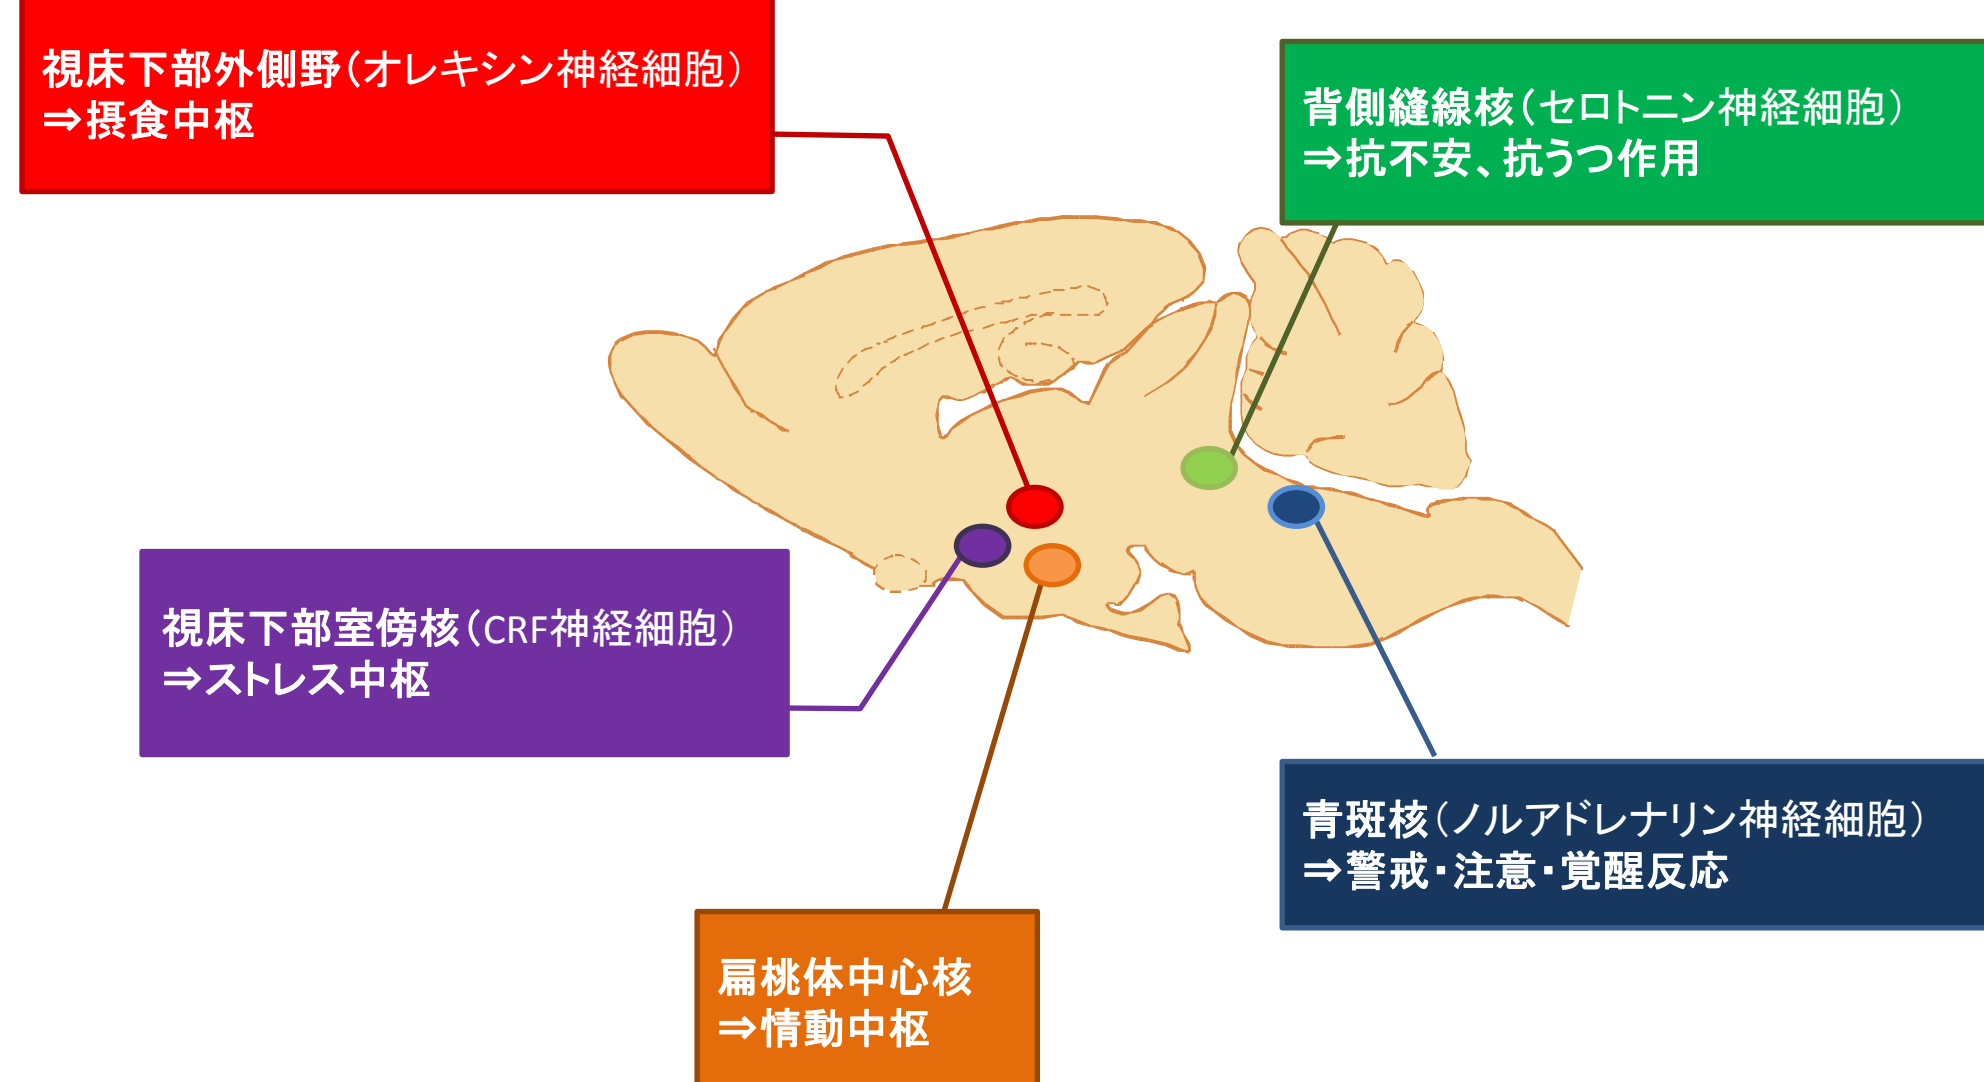 視床下部外側野（オレキシン神経細胞）
⇒摂食中枢
背側縫線核（セロトニン神経細胞）
⇒抗不安、抗うつ作用
視床下部室傍核（CRF神経細胞）
⇒ストレス中枢
青斑核（ノルアドレナリン神経細胞）
⇒警戒・注意・覚醒反応
扁桃体中心核
⇒情動中枢